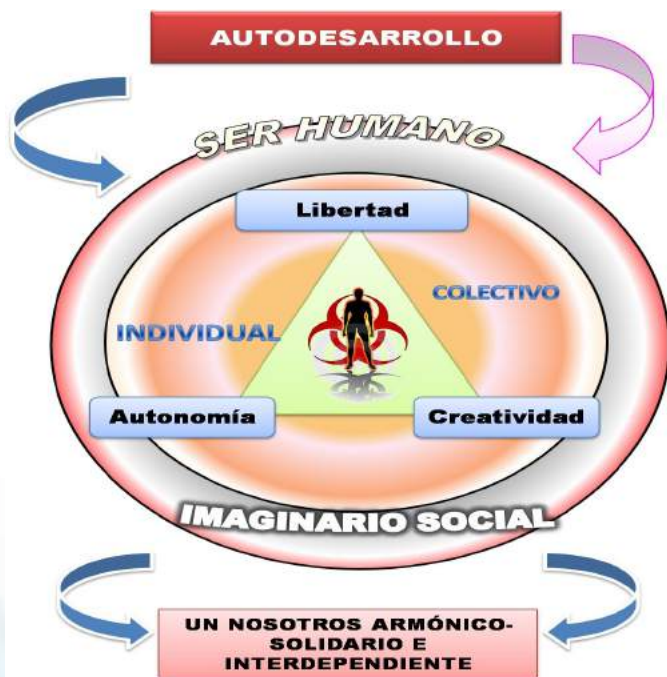 AUTODESARROLLO
SER HUMANO
Libertad
COLECTIVO
INDIVIDUAL
Autonomía
Creatividad
IMAGINARIO SOCIAL
UN NOSOTROS ARMÓNICO-
SOLIDARIO E
INTERDEPENDIENTE